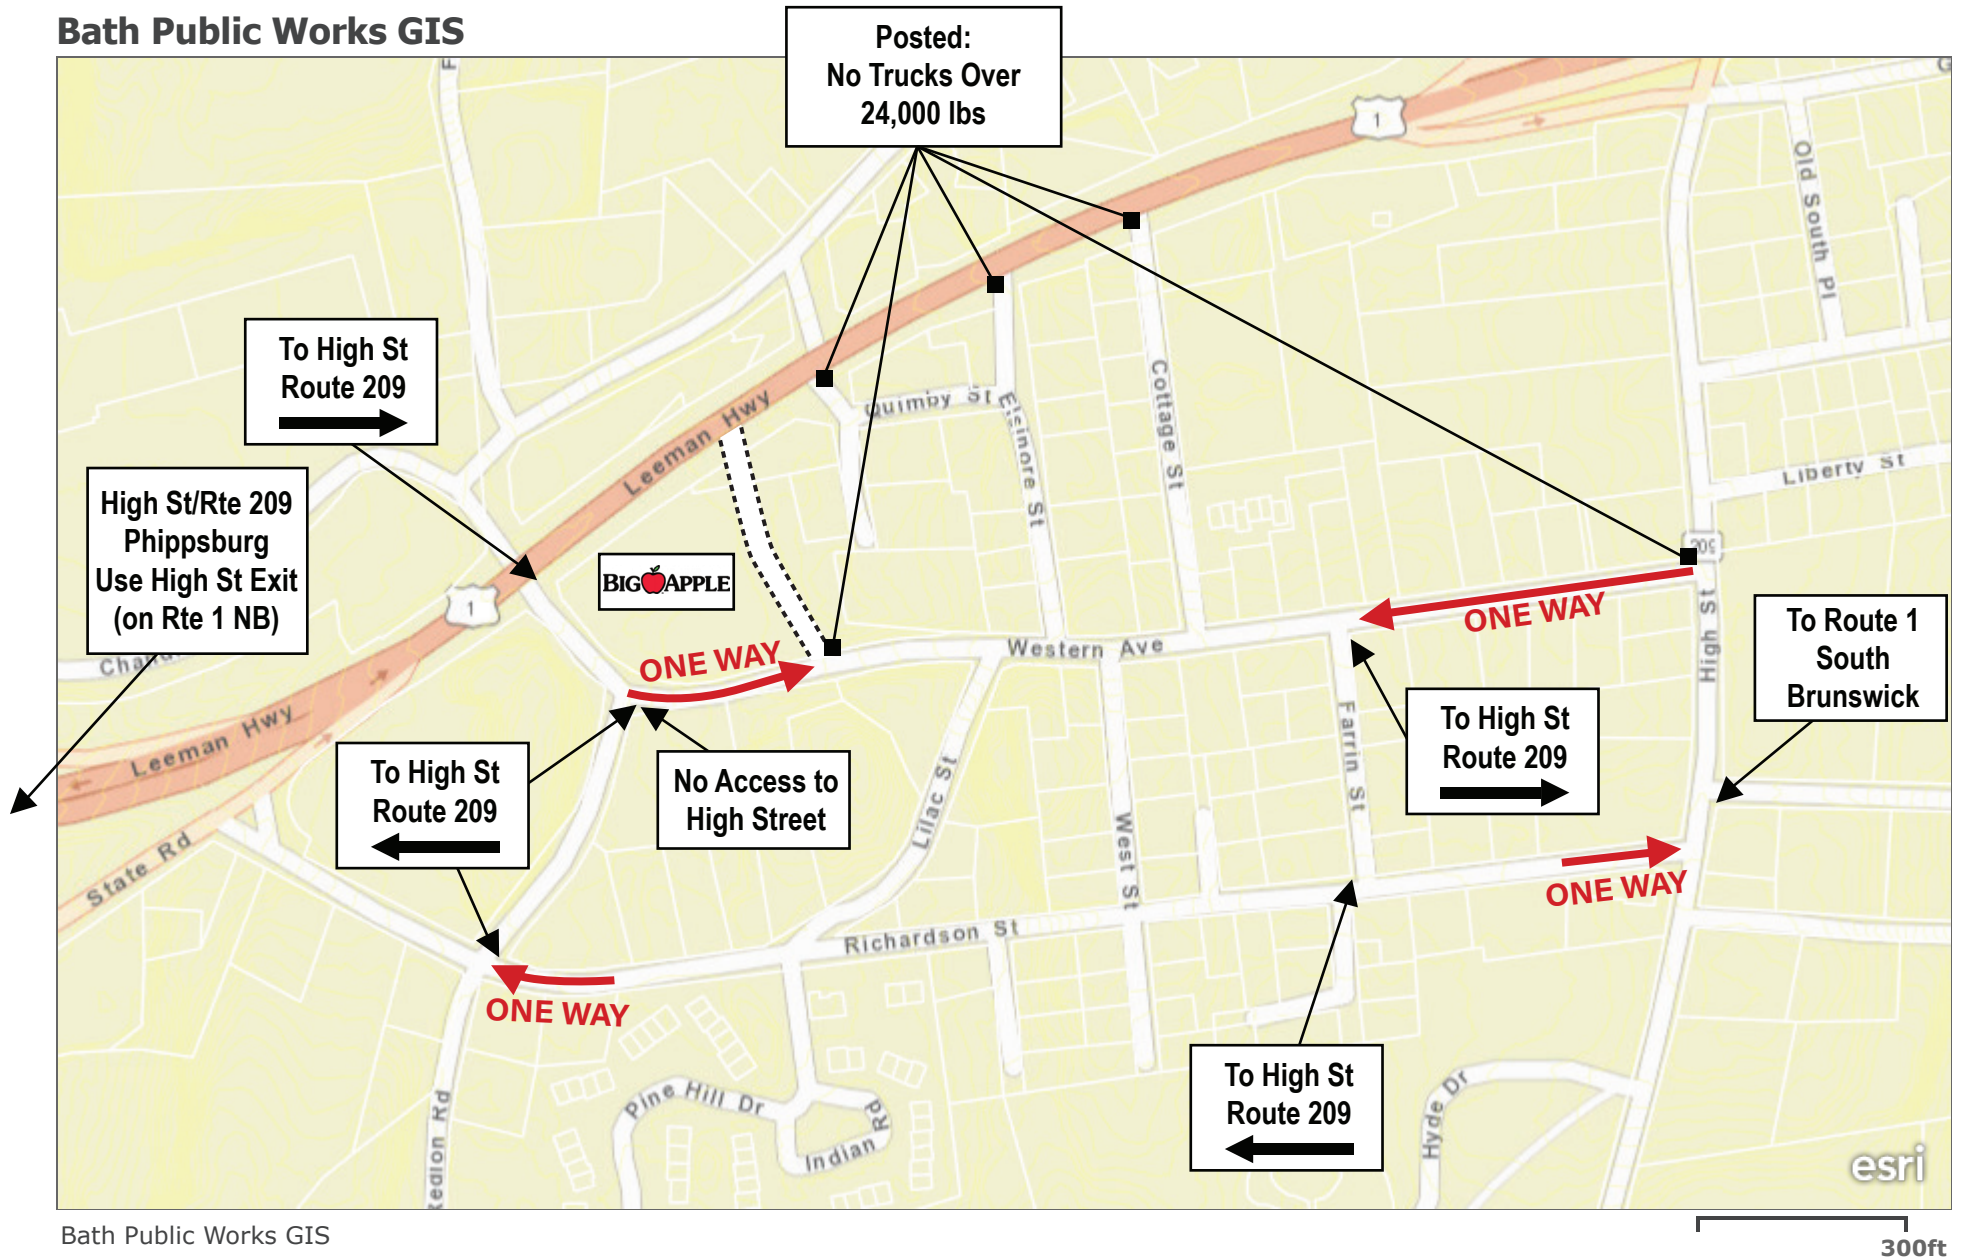 Bath Public Works GIS
Posted:
No Trucks Over
24,000 lbs
1
Old South Pl
To High St
Route 209
Leeman Hwy
Quimby St
Elsinore St
Cottage St
Liberty St
High St/Rte 209
Phippsburg
Use High St Exit
(on Rte 1 NB)
BIG APPLE
209
1
ONE WAY
ONE WAY
Western Ave
High St
To Route 1
South
Brunswick
Leeman Hwy
To High St
Route 209
No Access to
High Street
Lilac St
West St
Farrin St
To High St
Route 209
State Rd
ONE WAY
Richardson St
ONE WAY
Pine Hill Dr
Indian Rd
To High St
Route 209
Hyde Dr
esri
Bath Public Works GIS
300ft